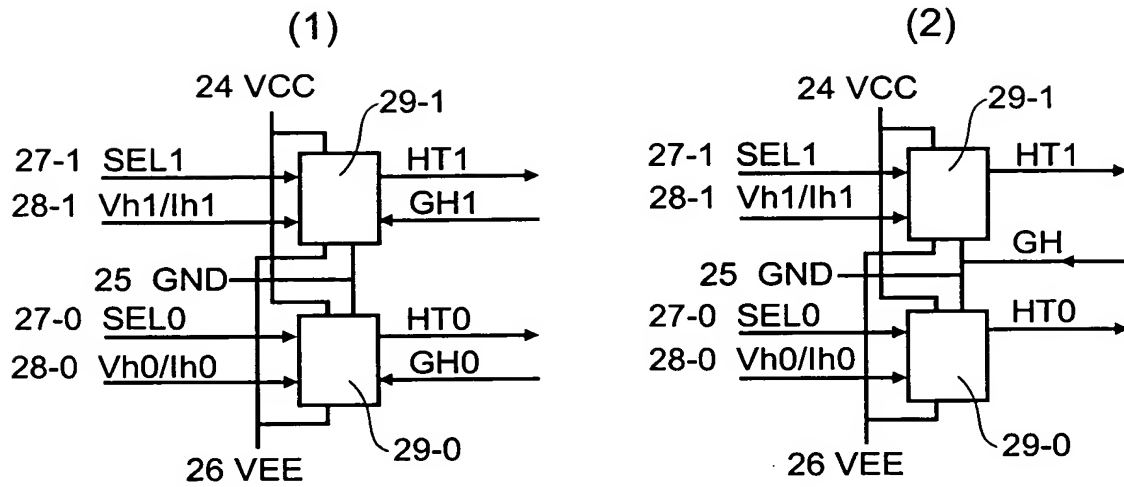 (1)
24 VCC
29-1
27-1 SEL1
HT1
28-1 Vh1/Ih1
GH1
25 GND
27-0 SEL0
HT0
28-0 Vh0/Ih0
GH0
29-0
26 VEE
(2)
24 VCC
29-1
27-1 SEL1
HT1
28-1 Vh1/Ih1
GH
25 GND
27-0 SEL0
HT0
28-0 Vh0/Ih0
29-0
26 VEE